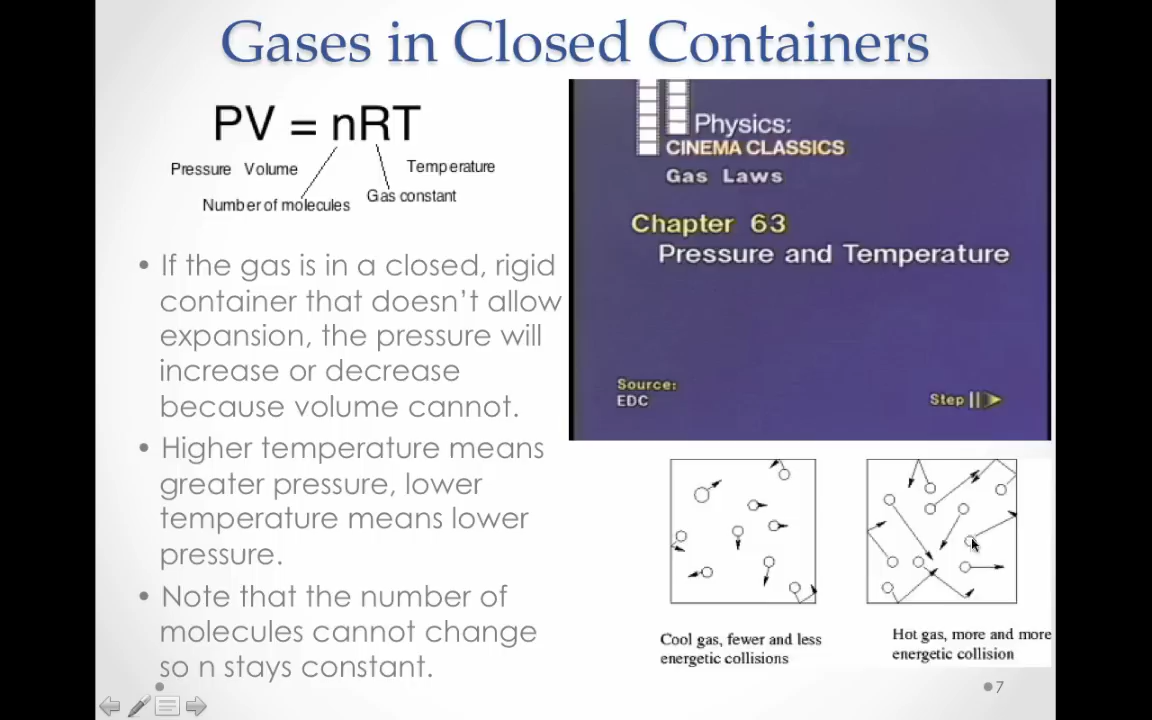 Gases in Closed Containers
PV = nRT
Pressure Volume
Temperature
Number of molecules
Gas constant
• If the gas is in a closed, rigid
container that doesn’t allow
expansion, the pressure will
increase or decrease
because volume cannot.
• Higher temperature means
greater pressure, lower
temperature means lower
pressure.
• Note that the number of
molecules cannot change
so n stays constant.
Physics:
CINEMA CLASSICS
Gas Laws
Chapter 63
Pressure and Temperature
Source:
EDC
Step
Cool gas, fewer and less
energetic collisions
Hot gas, more and more
energetic collision
7